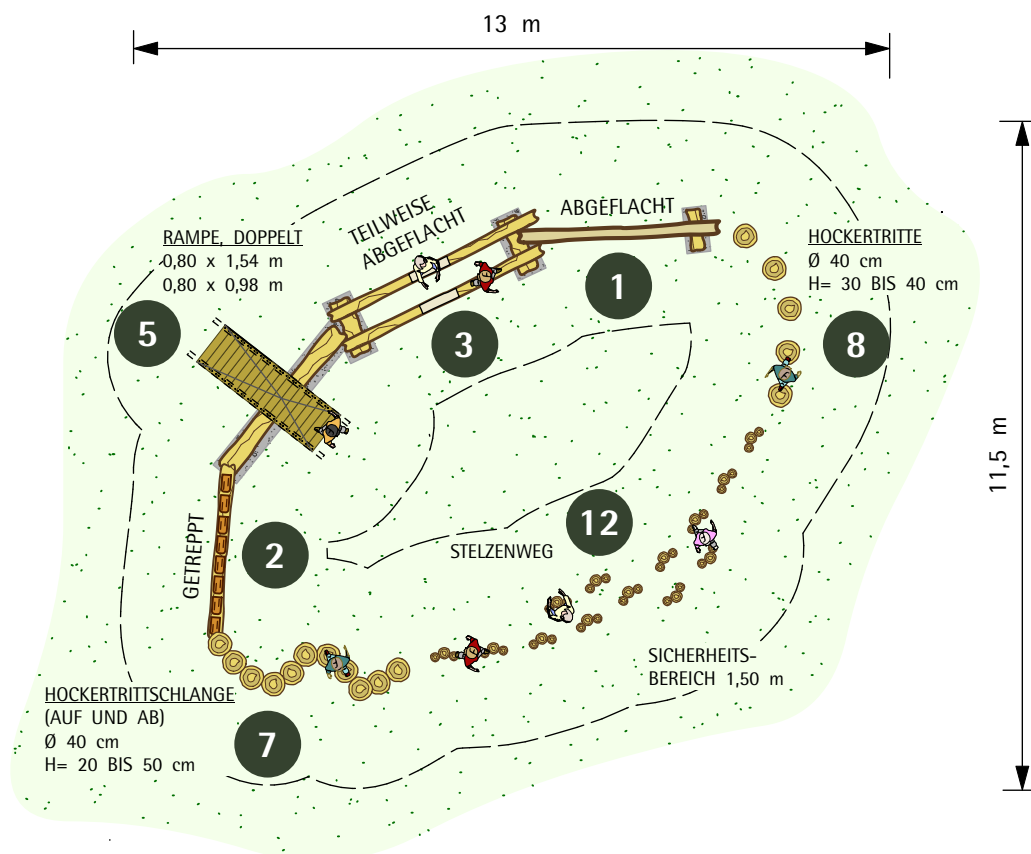 13 m
11,5 m
TEILWEISE
ABGEFLACHT
ABGEFLACHT
RAMPE, DOPPELT
0,80 x 1,54 m
0,80 x 0,98 m
HOCKERTRITTE
Ø 40 cm
H= 30 BIS 40 cm
1
5
3
8
12
STELZENWEG
2
GETREPPT
SICHERHEITS-
BEREICH 1,50 m
HOCKERTRITTSCHLANGE
(AUF UND AB)
Ø 40 cm
H= 20 BIS 50 cm
7